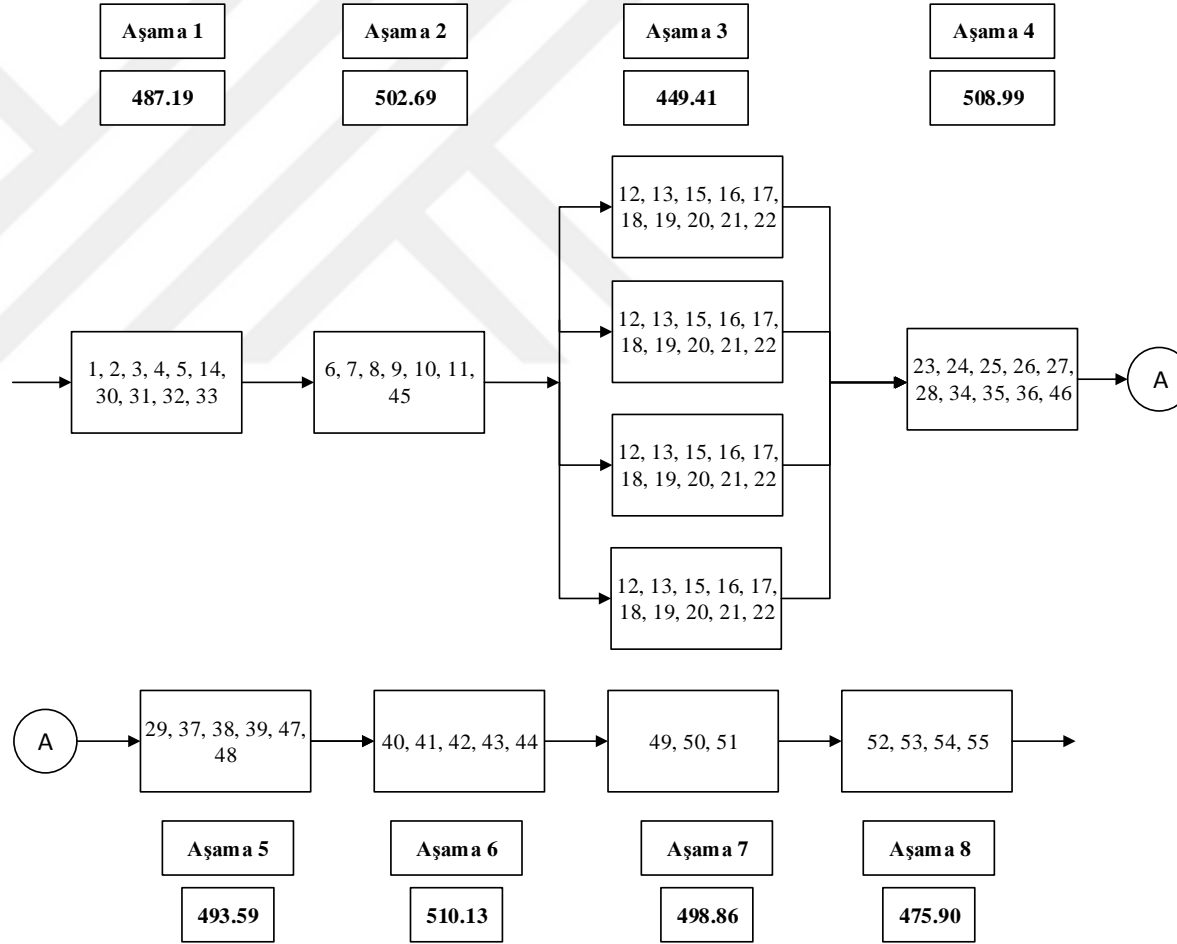 Aşama 1
Aşama 2
Aşama 3
Aşama 4
487.19
502.69
449.41
508.99
12, 13, 15, 16, 17,
18, 19, 20, 21, 22
12, 13, 15, 16, 17,
18, 19, 20, 21, 22
1, 2, 3, 4, 5, 14,
30, 31, 32, 33
6, 7, 8, 9, 10, 11,
45
23, 24, 25, 26, 27,
28, 34, 35, 36, 46
A
12, 13, 15, 16, 17,
18, 19, 20, 21, 22
12, 13, 15, 16, 17,
18, 19, 20, 21, 22
A
29, 37, 38, 39, 47,
48
40, 41, 42, 43, 44
49, 50, 51
52, 53, 54, 55
Aşama 5
Aşama 6
Aşama 7
Aşama 8
493.59
510.13
498.86
475.90